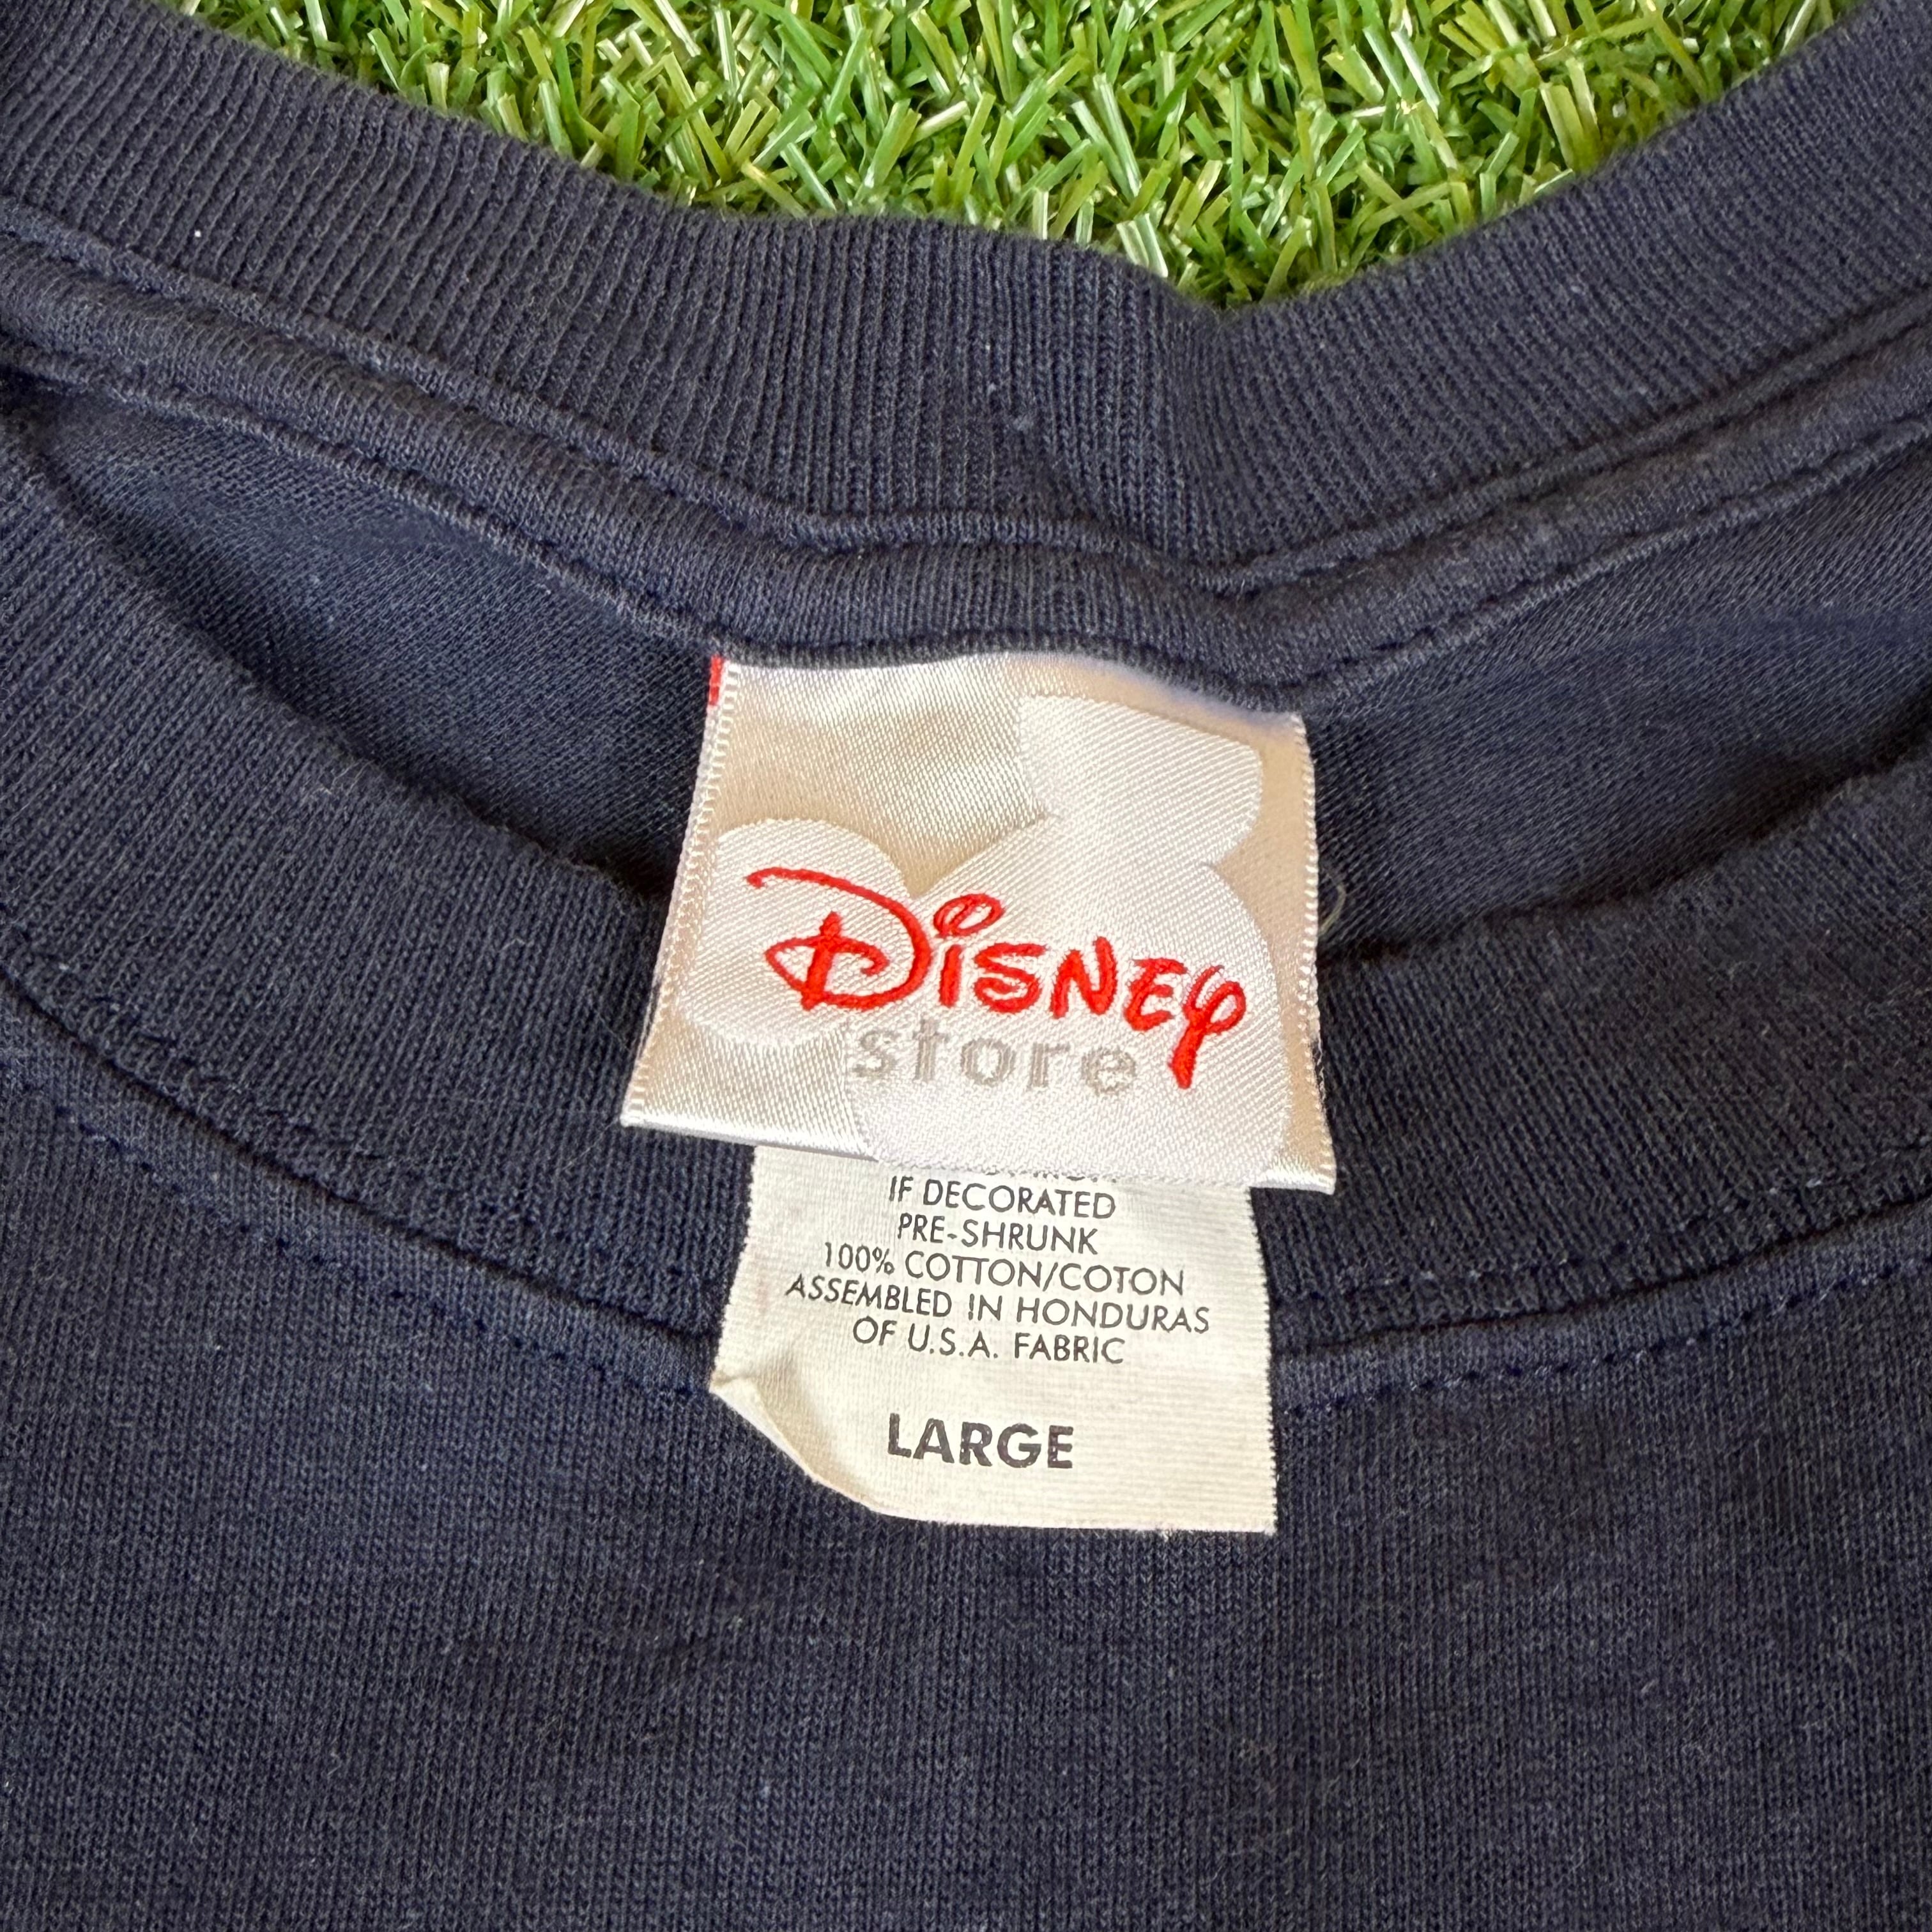 Disney
store
IF DECORATED
PRE-SHRUNK
100% COTTON/COTON
ASSEMBLED IN HONDURAS
OF U.S.A. FABRIC
LARGE